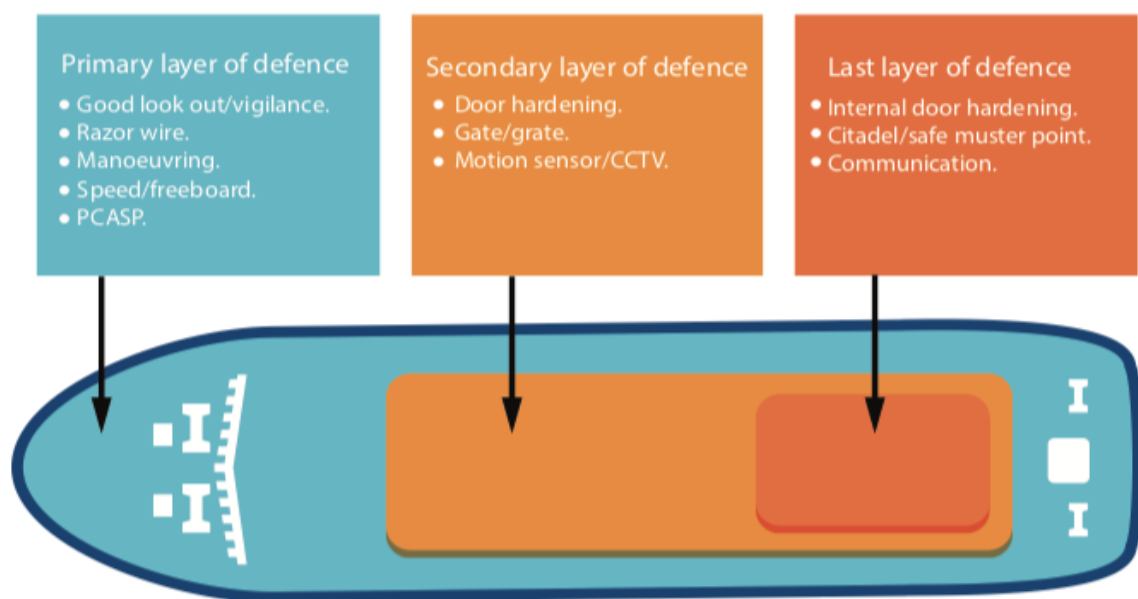 Primary layer of defence
• Good look out/vigilance.
• Razor wire.
• Manoeuvring.
• Speed/freeboard.
• PCASP.
Secondary layer of defence
• Door hardening.
• Gate/grate.
• Motion sensor/CCTV.
Last layer of defence
• Internal door hardening.
• Citadel/safe muster point.
• Communication.